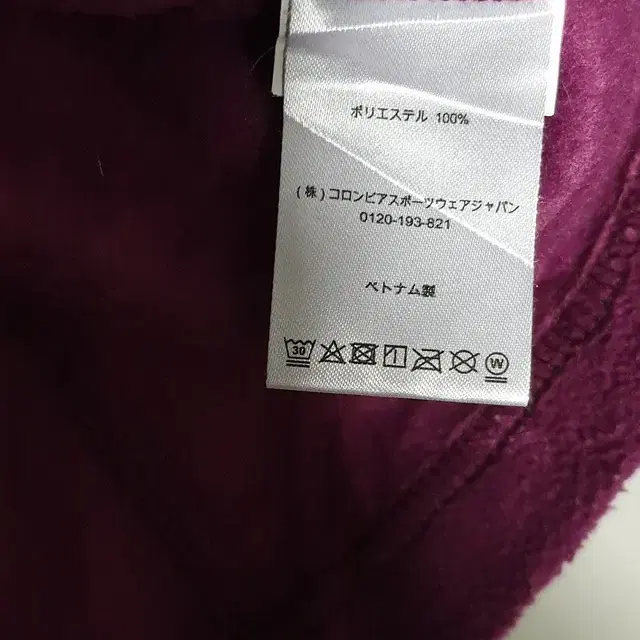 ポリエステル 100%
(株)コロンビアスポーツウェアジャパン
0120-193-821
ベトナム製
30
W